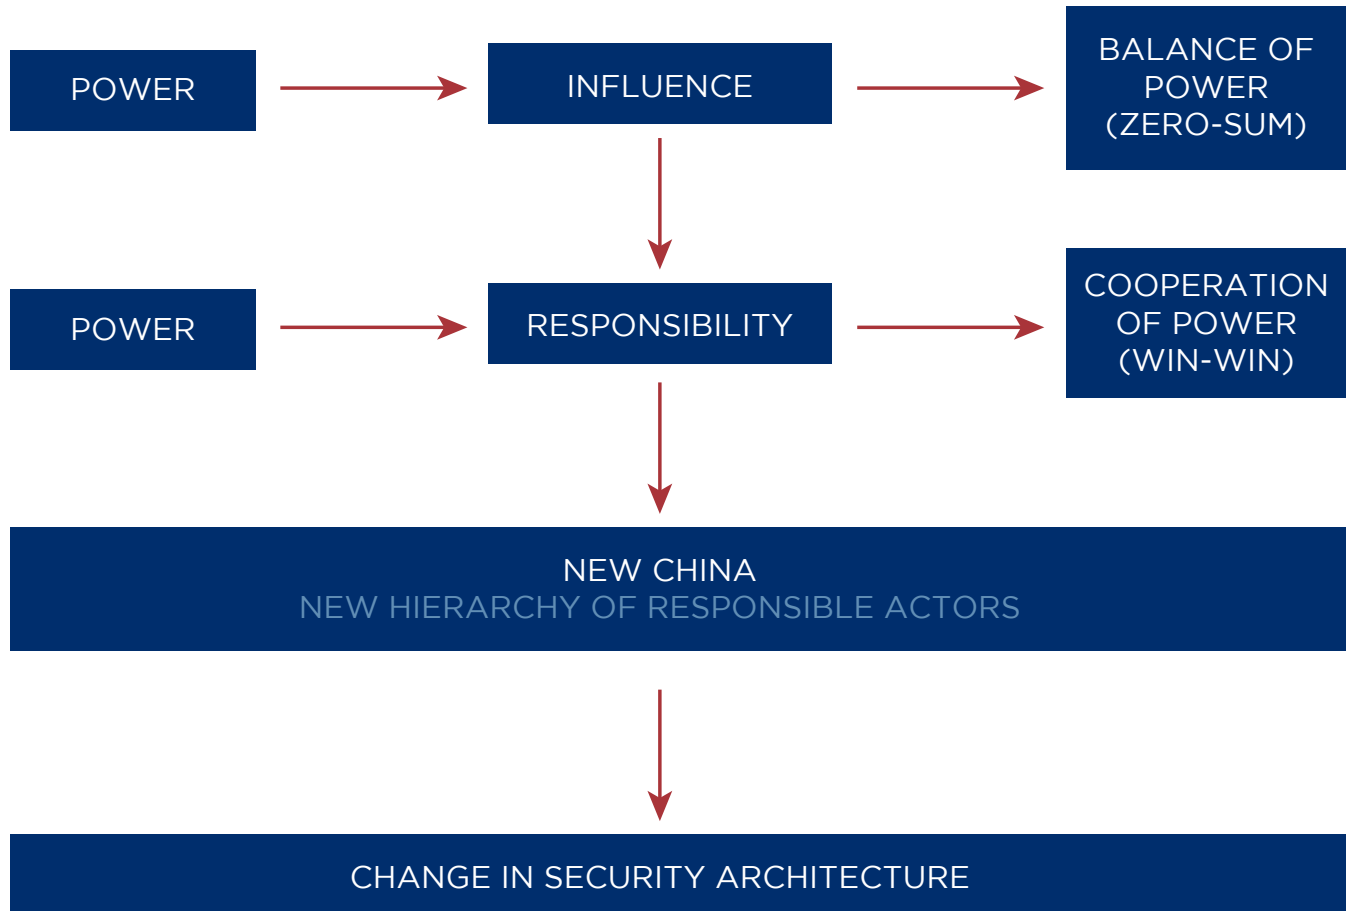 POWER
INFLUENCE
BALANCE OF
POWER
(ZERO-SUM)
POWER
RESPONSIBILITY
COOPERATION
OF POWER
(WIN-WIN)
NEW CHINA
NEW HIERARCHY OF RESPONSIBLE ACTORS
CHANGE IN SECURITY ARCHITECTURE